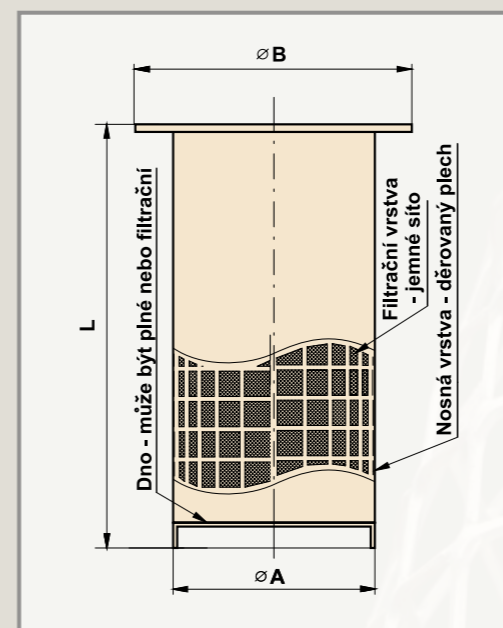 ⌀B
L
Dno - může být plné nebo filtrační
Filtrační vrstva
- jemné síto
Nosná vrstva - děrovaný plech
⌀A